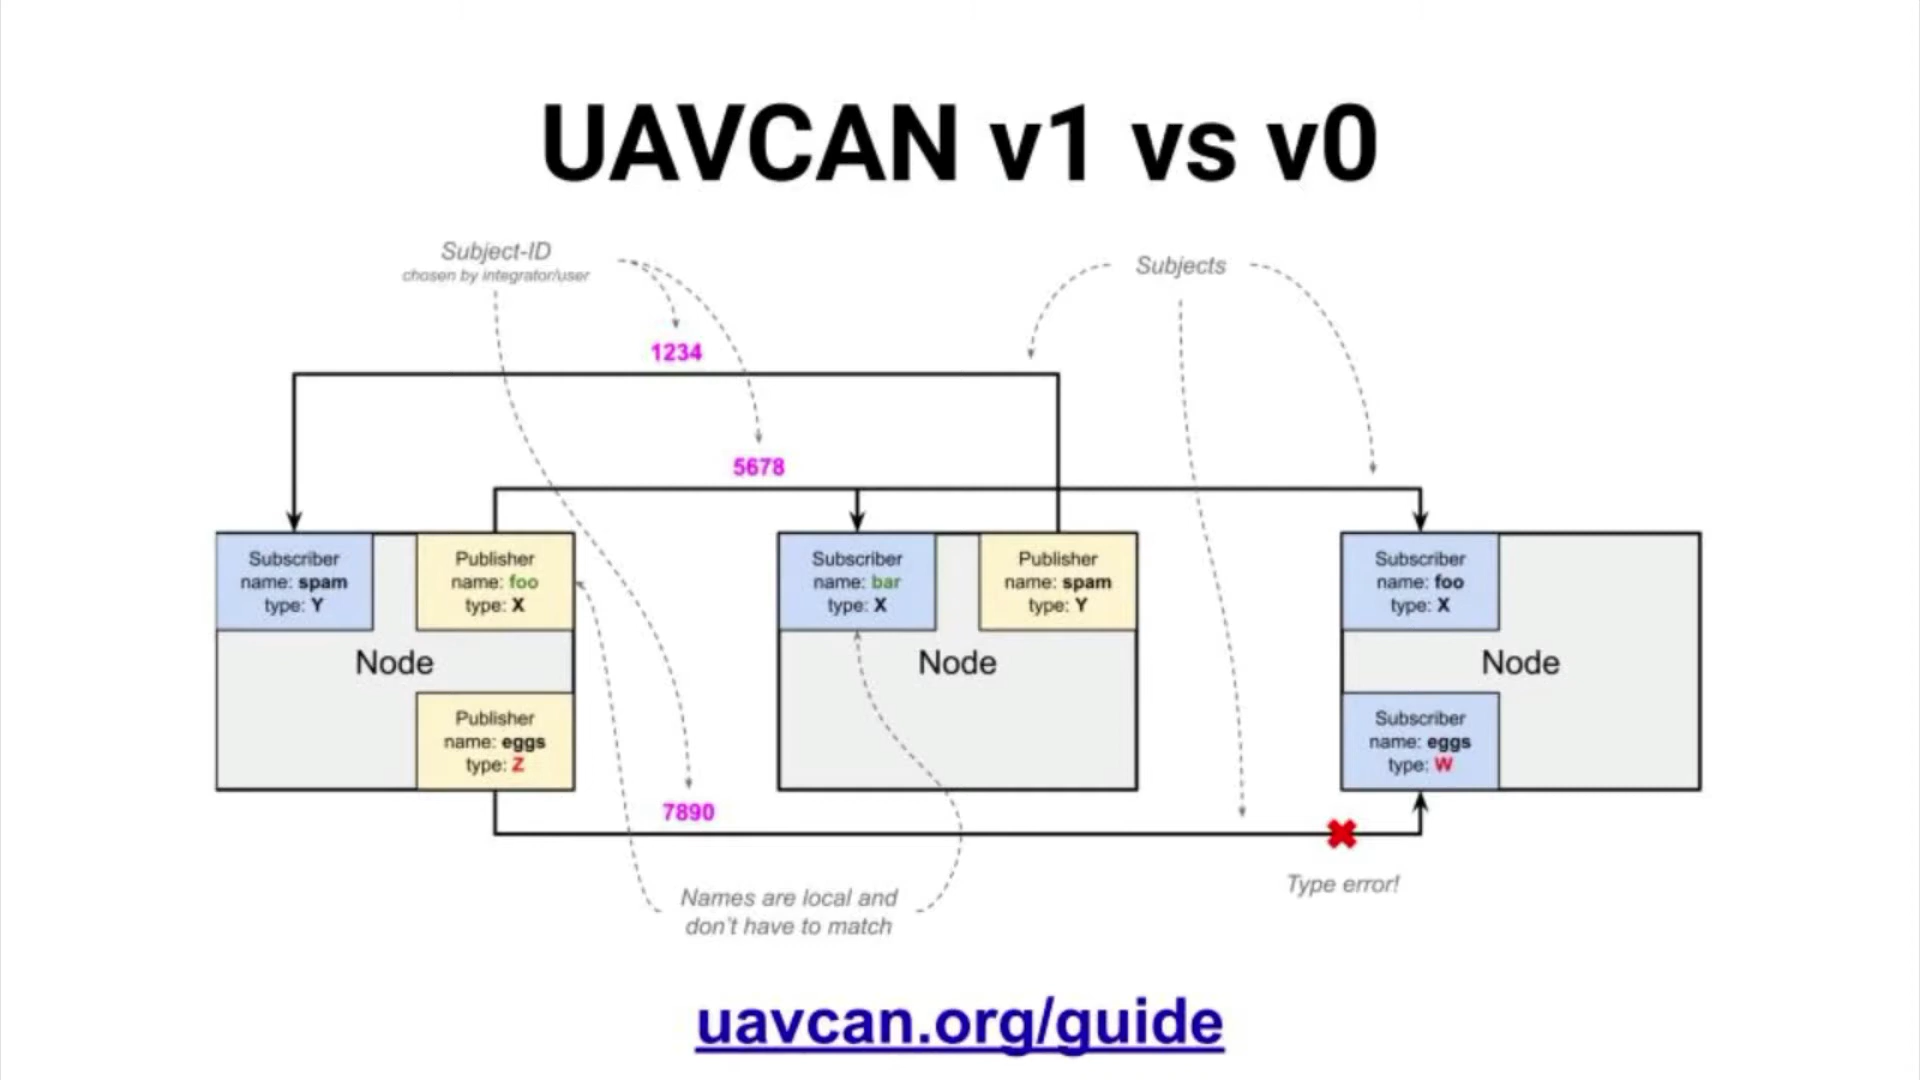 UAVCAN v1 vs v0
Subject-ID
chosen by integrator/user
Subjects
1234
5678
Subscriber
name: spam
type: Y
Publisher
name: foo
type: X
Node
Publisher
name: eggs
type: Z
Subscriber
name: bar
type: X
Publisher
name: spam
type: Y
Node
Subscriber
name: foo
type: X
Node
Subscriber
name: eggs
type: W
7890
Type error!
Names are local and
don't have to match
uavcan.org/guide